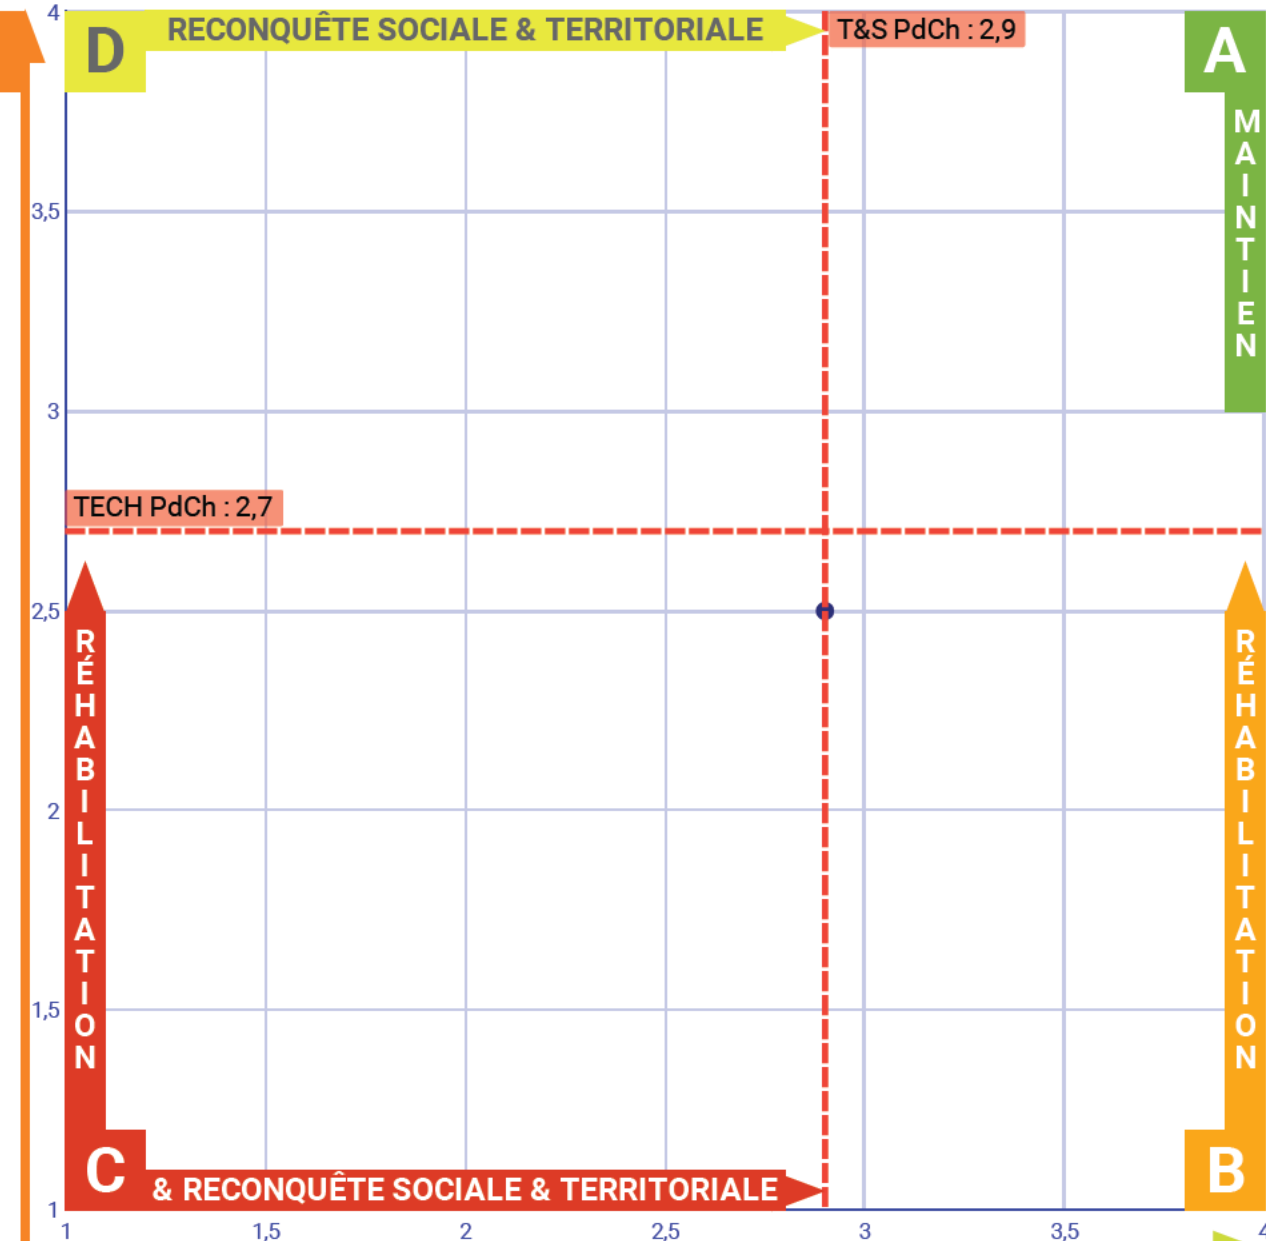 4
D
RECONQUÊTE SOCIALE & TERRITORIALE
T&S PdCh : 2,9
A
MAINTIEN
3,5
3
TECH PdCh : 2,7
2,5
RÉHABILITATION
RÉHABILITATION
2
1,5
C
& RECONQUÊTE SOCIALE & TERRITORIALE
B
1
1
1,5
2
2,5
3
3,5
4